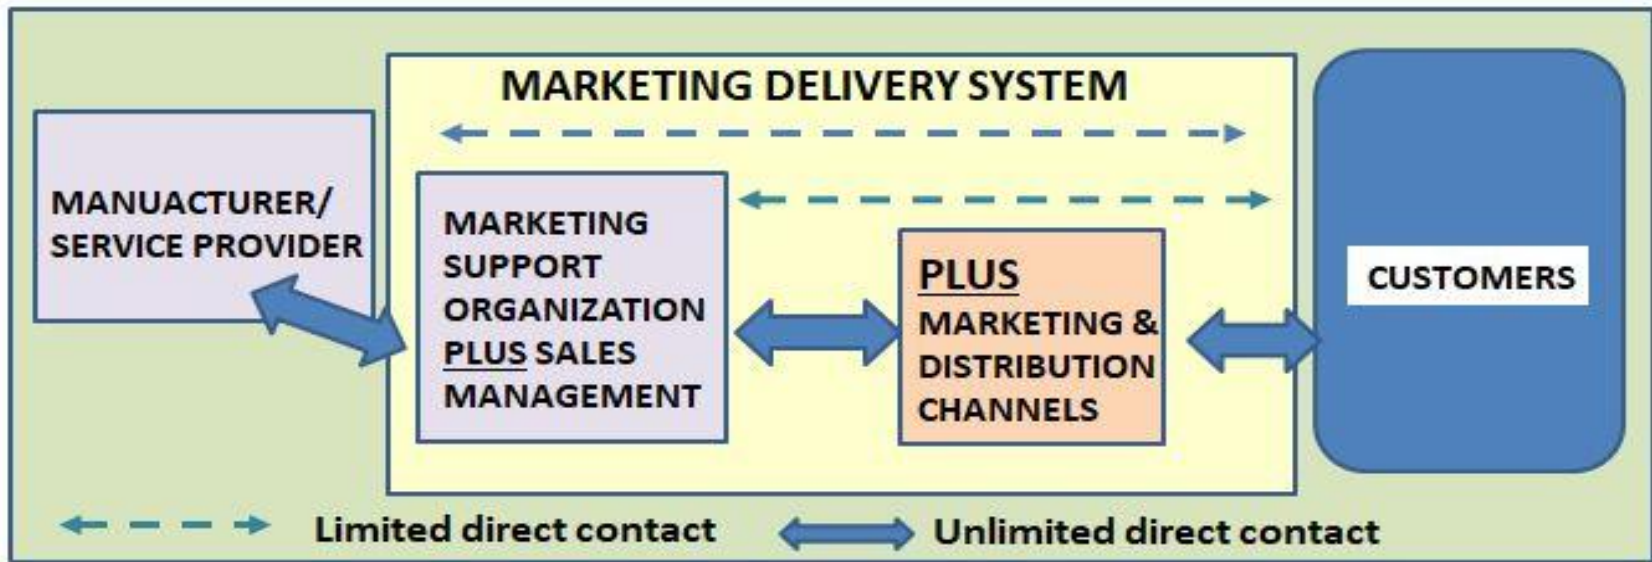 MARKETING DELIVERY SYSTEM
MANUACTURER/
SERVICE PROVIDER
MARKETING
SUPPORT
ORGANIZATION
PLUS SALES
MANAGEMENT
PLUS
MARKETING &
DISTRIBUTION
CHANNELS
CUSTOMERS
Limited direct contact
Unlimited direct contact